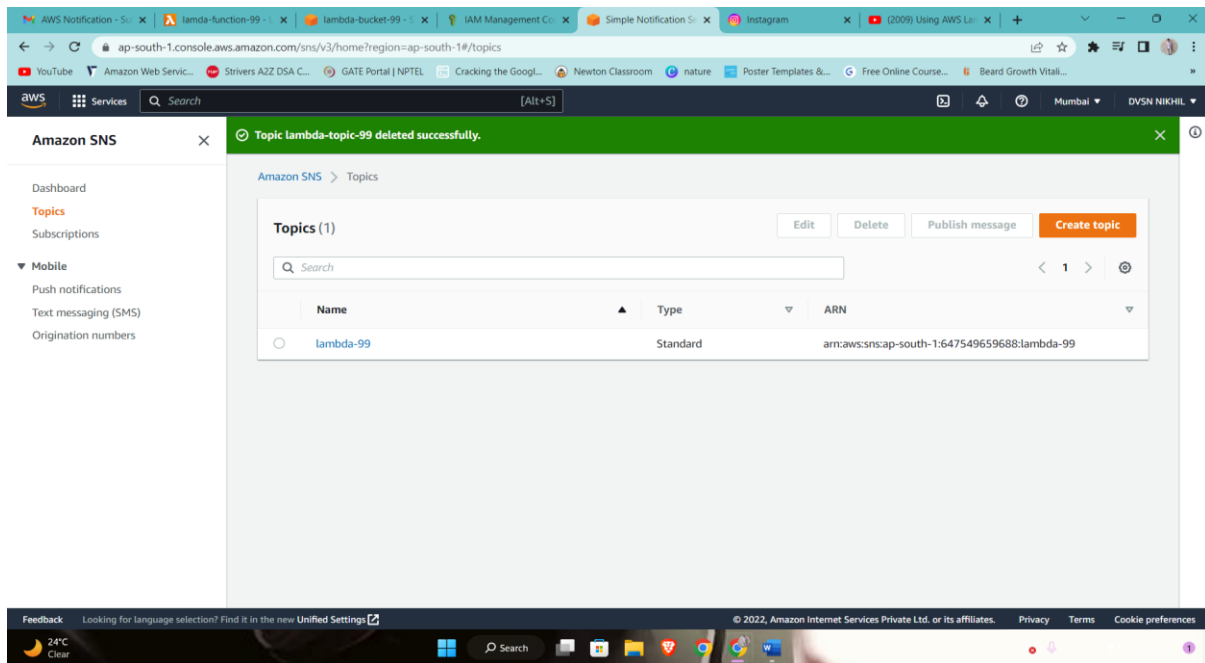 AWS Notification - Su
lamda-function-99 - L
lambda-bucket-99 - S
IAM Management Co
Simple Notification Se
Instagram
(2009) Using AWS La
ap-south-1.console.aws.amazon.com/sns/v3/home?region=ap-south-1#/topics
YouTube Amazon Web Servic... Strivers A2Z DSA C... GATE Portal | NPTEL Cracking the Googl... Newton Classroom nature Poster Templates &... Free Online Course... Beard Growth Vitali... »
aws Services Search [Alt+S] Mumbai DVSN NIKHIL
Amazon SNS
Topic lambda-topic-99 deleted successfully.
Amazon SNS > Topics
Dashboard
Topics
Subscriptions
Mobile
Push notifications
Text messaging (SMS)
Origination numbers
Topics (1) Edit Delete Publish message Create topic
Search < 1 >
Name Type ARN
lambda-99 Standard arn:aws:sns:ap-south-1:647549659688:lambda-99
Feedback Looking for language selection? Find it in the new Unified Settings © 2022, Amazon Internet Services Private Ltd. or its affiliates. Privacy Terms Cookie preferences
24°C
Clear
Search
1